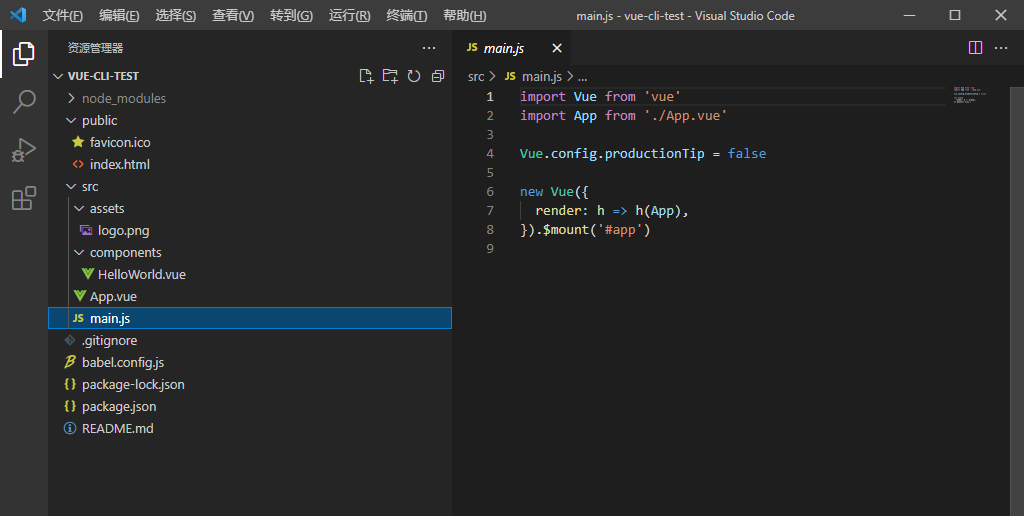 文件(F) 编辑(E) 选择(S) 查看(V) 转到(G) 运行(R) 终端(T) 帮助(H) main.js - vue-cli-test - Visual Studio Code
资源管理器 ...
VUE-CLI-TEST
node_modules
public
favicon.ico
index.html
src
assets
logo.png
components
HelloWorld.vue
App.vue
JS main.js
.gitignore
babel.config.js
{} package-lock.json
{} package.json
README.md
JS main.js
src > JS main.js > ...
1 import Vue from 'vue'
2 import App from './App.vue'
3
4 Vue.config.productionTip = false
5
6 new Vue({
7 render: h => h(App),
8 }).$mount('#app')
9